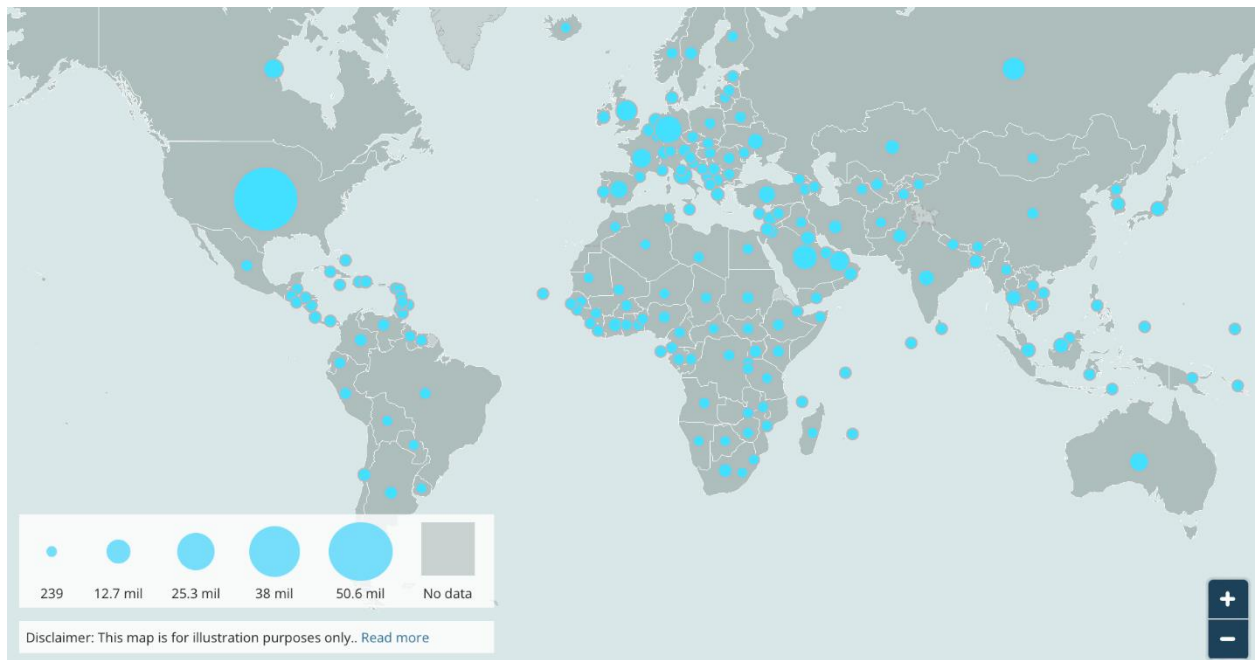 239 12.7 mil 25.3 mil 38 mil 50.6 mil No data
Disclaimer: This map is for illustration purposes only.. Read more
+
−